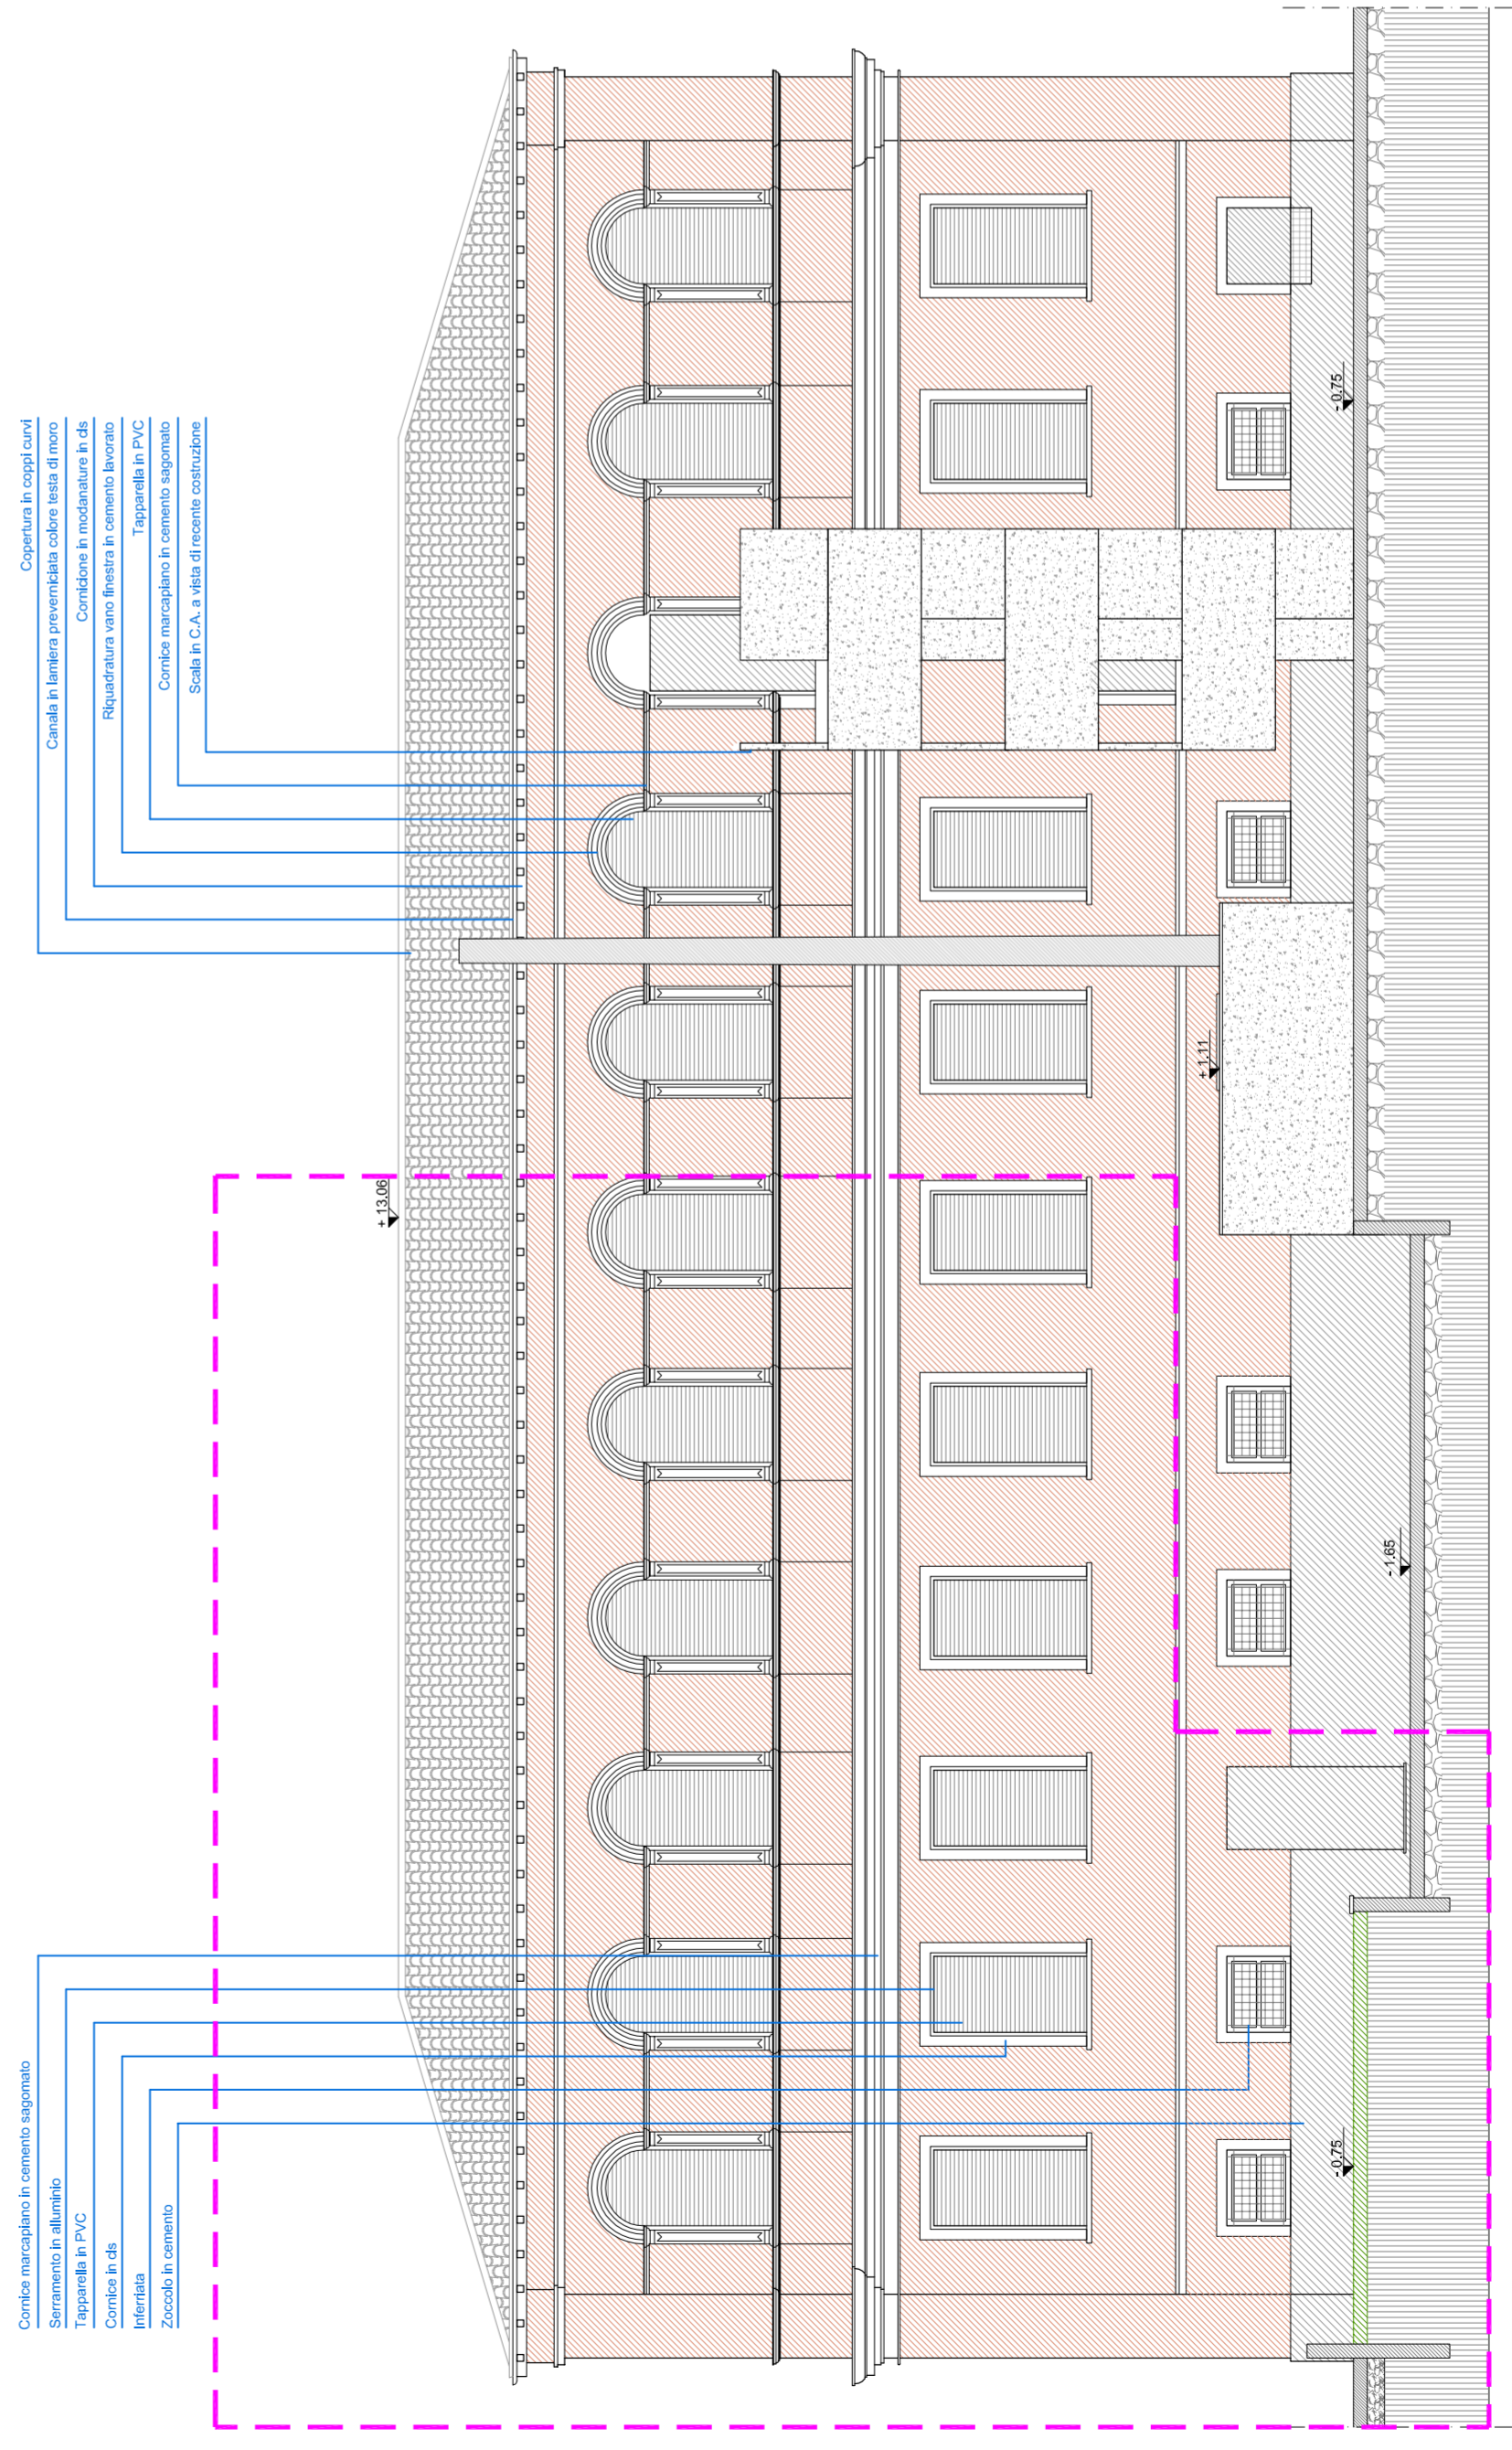 Copertura in coppi curvi
Canala in lamiera preverniciata colore testa di moro
Cornicione in modanature in cls
Riquadratura vano finestra in cemento lavorato
Tapparella in PVC
Cornice marcapiano in cemento sagomato
Scala in C.A. a vista di recente costruzione
Cornice marcapiano in cemento sagomato
Serramento in alluminio
Tapparella in PVC
Cornice in cls
Inferriata
Zoccolo in cemento
+ 13.06
+ 1.11
- 0.75
- 1.65
- 0.75